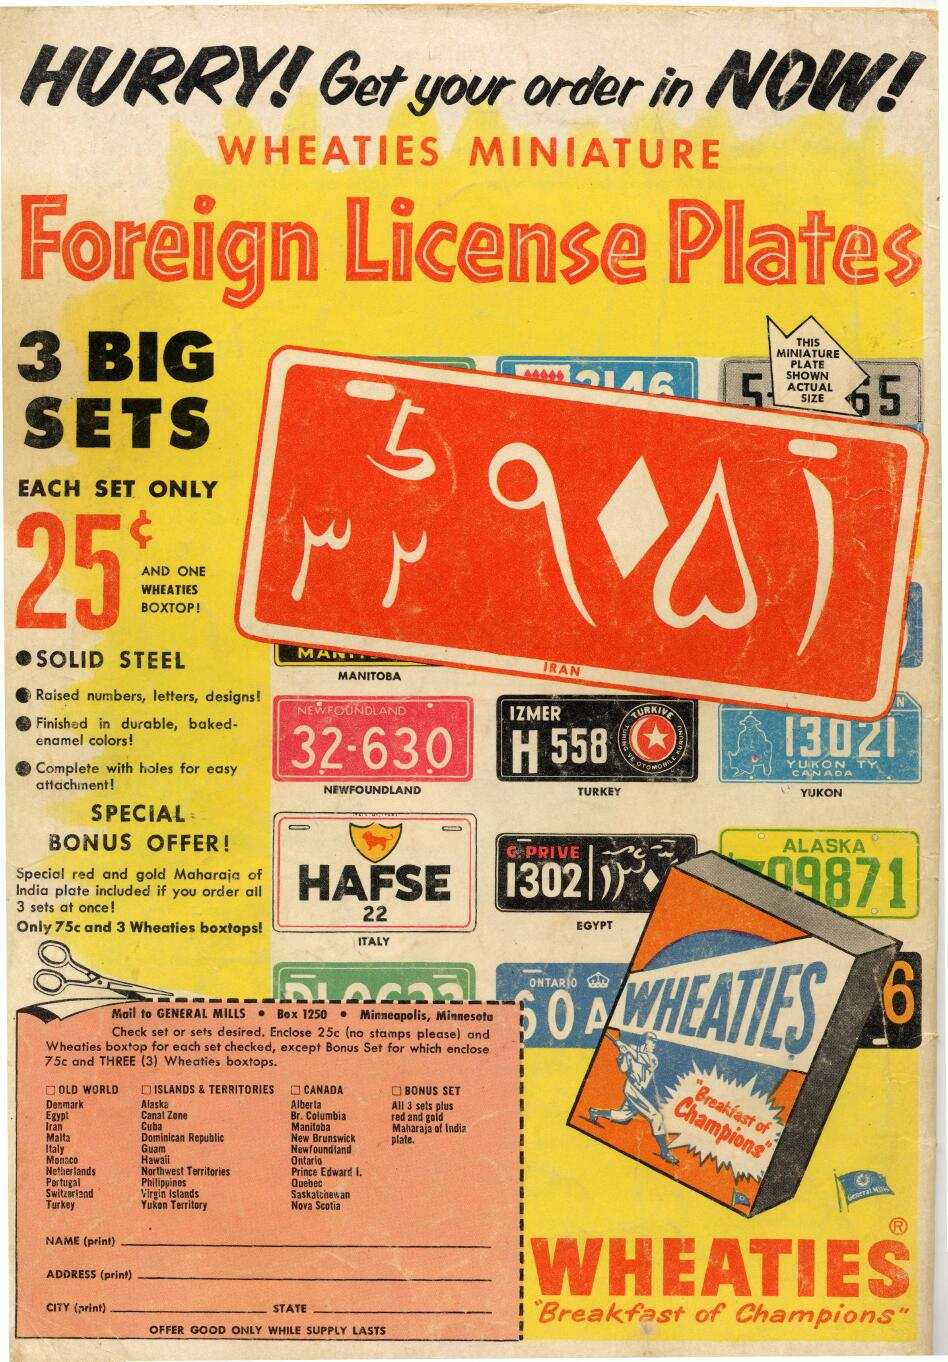 HURRY! Get your order in NOW!
WHEATIES MINIATURE
Foreign License Plates
3 BIG
SETS
EACH SET ONLY
25¢
AND ONE
WHEATIES
BOXTOP!
●SOLID STEEL
● Raised numbers, letters, designs!
● Finished in durable, baked-
enamel colors!
● Complete with holes for easy
attachment!
SPECIAL
BONUS OFFER!
Special red and gold Maharaja of
India plate included if you order all
3 sets at once!
Only 75c and 3 Wheaties boxtops!
THIS
MINIATURE
PLATE
SHOWN
ACTUAL
SIZE
2146
65
۵
۳۲
۹◆۵۱
IRAN
MANITOBA
NEWFOUNDLAND
32-630
NEWFOUNDLAND
IZMER
H 558
TURKIYE
TURKEY
13021
YUKON TY.
CANADA
YUKON
HAFSE
22
ITALY
G PRIVE
1302
EGYPT
ALASKA
09871
ONTARIO
60A
6
WHEATIES
"Breakfast of
Champions"
General Mills
WHEATIES®
"Breakfast of Champions"
Mail to GENERAL MILLS • Box 1250 • Minneapolis, Minnesota
Check set or sets desired. Enclose 25c (no stamps please) and
Wheaties boxtop for each set checked, except Bonus Set for which enclose
75c and THREE (3) Wheaties boxtops.
□ OLD WORLD
Denmark
Egypt
Iran
Malta
Italy
Monaco
Netherlands
Portugal
Switzerland
Turkey
□ ISLANDS & TERRITORIES
Alaska
Canal Zone
Cuba
Dominican Republic
Guam
Hawaii
Northwest Territories
Philippines
Virgin Islands
Yukon Territory
□ CANADA
Alberta
Br. Columbia
Manitoba
New Brunswick
Newfoundland
Ontario
Prince Edward I.
Quebec
Saskatchewan
Nova Scotia
□ BONUS SET
All 3 sets plus
red and gold
Maharaja of India
plate.
NAME (print)
ADDRESS (print)
CITY (print) STATE
OFFER GOOD ONLY WHILE SUPPLY LASTS